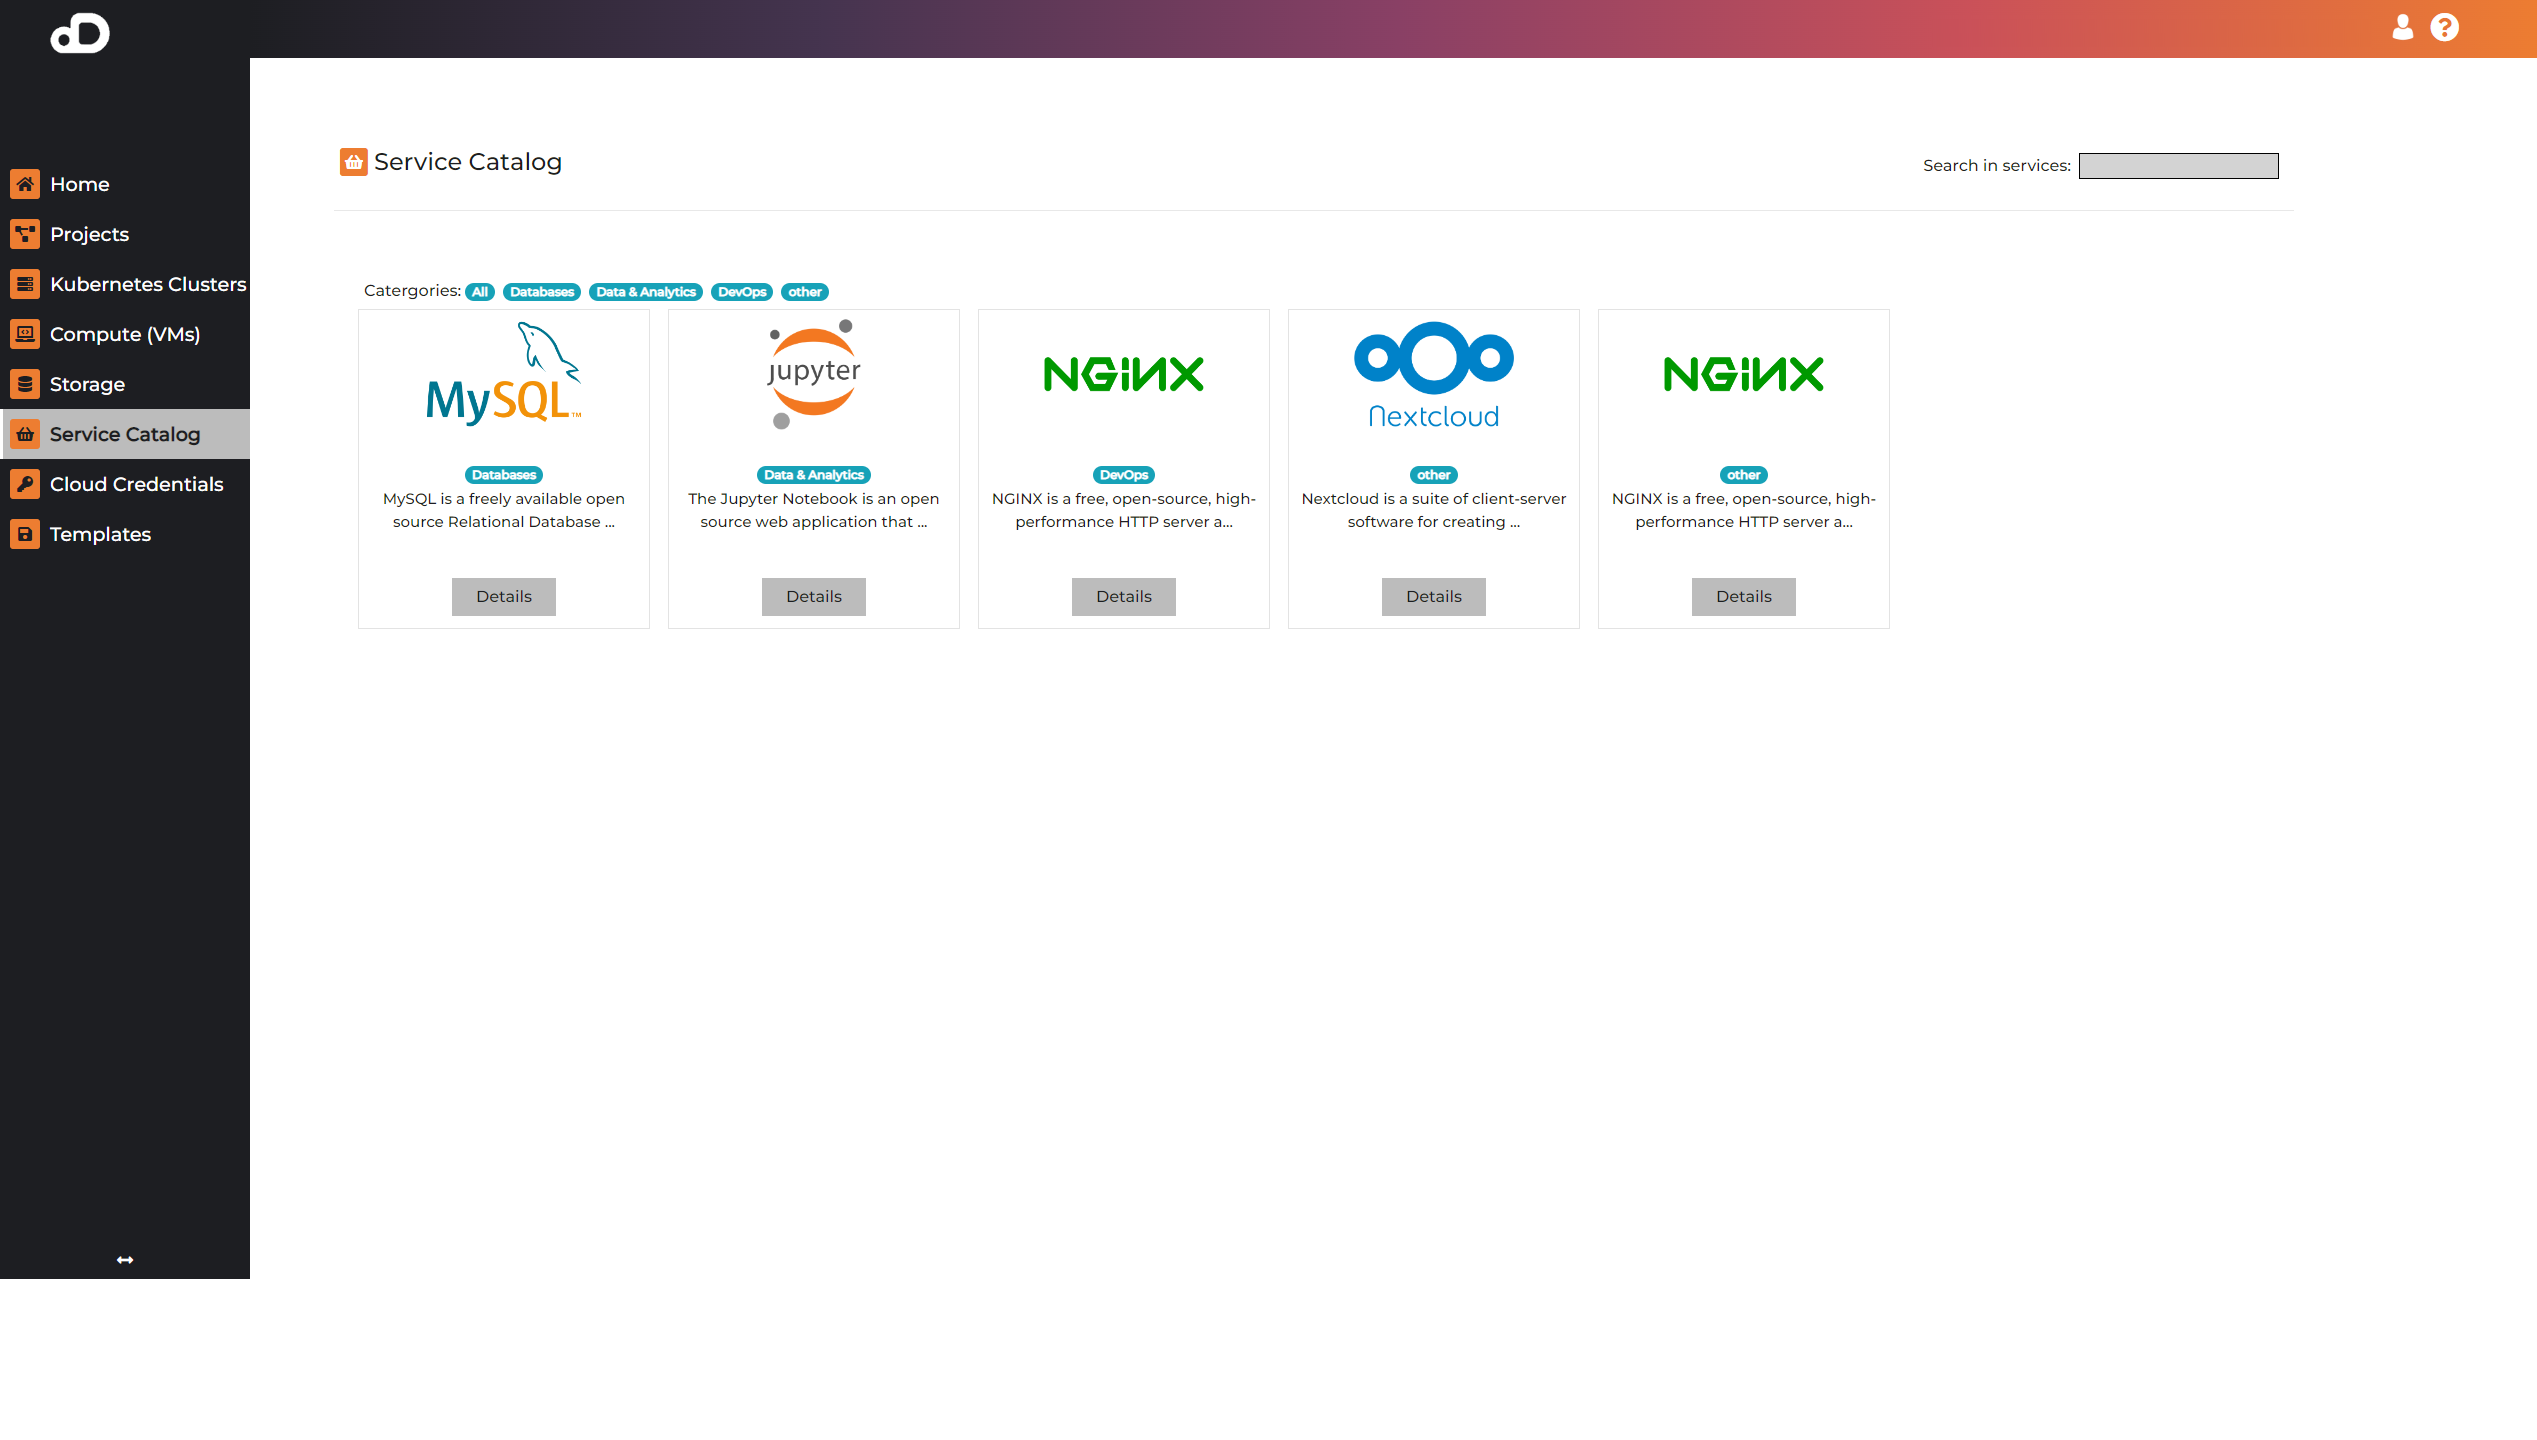 Home
Projects
Kubernetes Clusters
Compute (VMs)
Storage
Service Catalog
Cloud Credentials
Templates
Service Catalog
Search in services:
Catergories: All Databases Data & Analytics DevOps other
MySQL™
Databases
MySQL is a freely available open
source Relational Database ...
Details
jupyter
Data & Analytics
The Jupyter Notebook is an open
source web application that ...
Details
NGiNX
DevOps
NGINX is a free, open-source, high-
performance HTTP server a...
Details
Nextcloud
other
Nextcloud is a suite of client-server
software for creating ...
Details
NGiNX
other
NGINX is a free, open-source, high-
performance HTTP server a...
Details